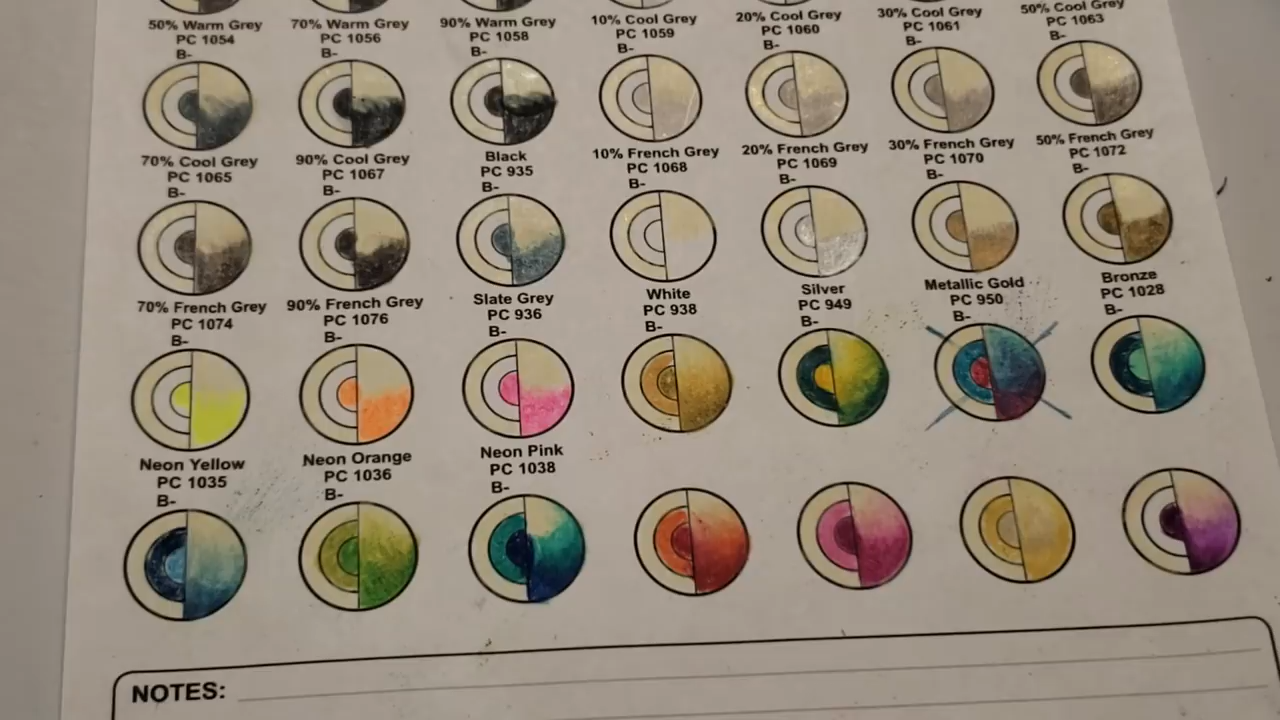 50% Warm Grey 70% Warm Grey 90% Warm Grey 10% Cool Grey 20% Cool Grey 30% Cool Grey 50% Cool Grey
PC 1054 PC 1056 PC 1058 PC 1059 PC 1060 PC 1061 PC 1063
B- B- B- B- B- B- B-
70% Cool Grey 90% Cool Grey Black 10% French Grey 20% French Grey 30% French Grey 50% French Grey
PC 1065 PC 1067 PC 935 PC 1068 PC 1069 PC 1070 PC 1072
B- B- B- B- B- B- B-
70% French Grey 90% French Grey Slate Grey White Silver Metallic Gold Bronze
PC 1074 PC 1076 PC 936 PC 938 PC 949 PC 950 PC 1028
B- B- B- B- B- B- B-
Neon Yellow Neon Orange Neon Pink
PC 1035 PC 1036 PC 1038
B- B- B-
NOTES: